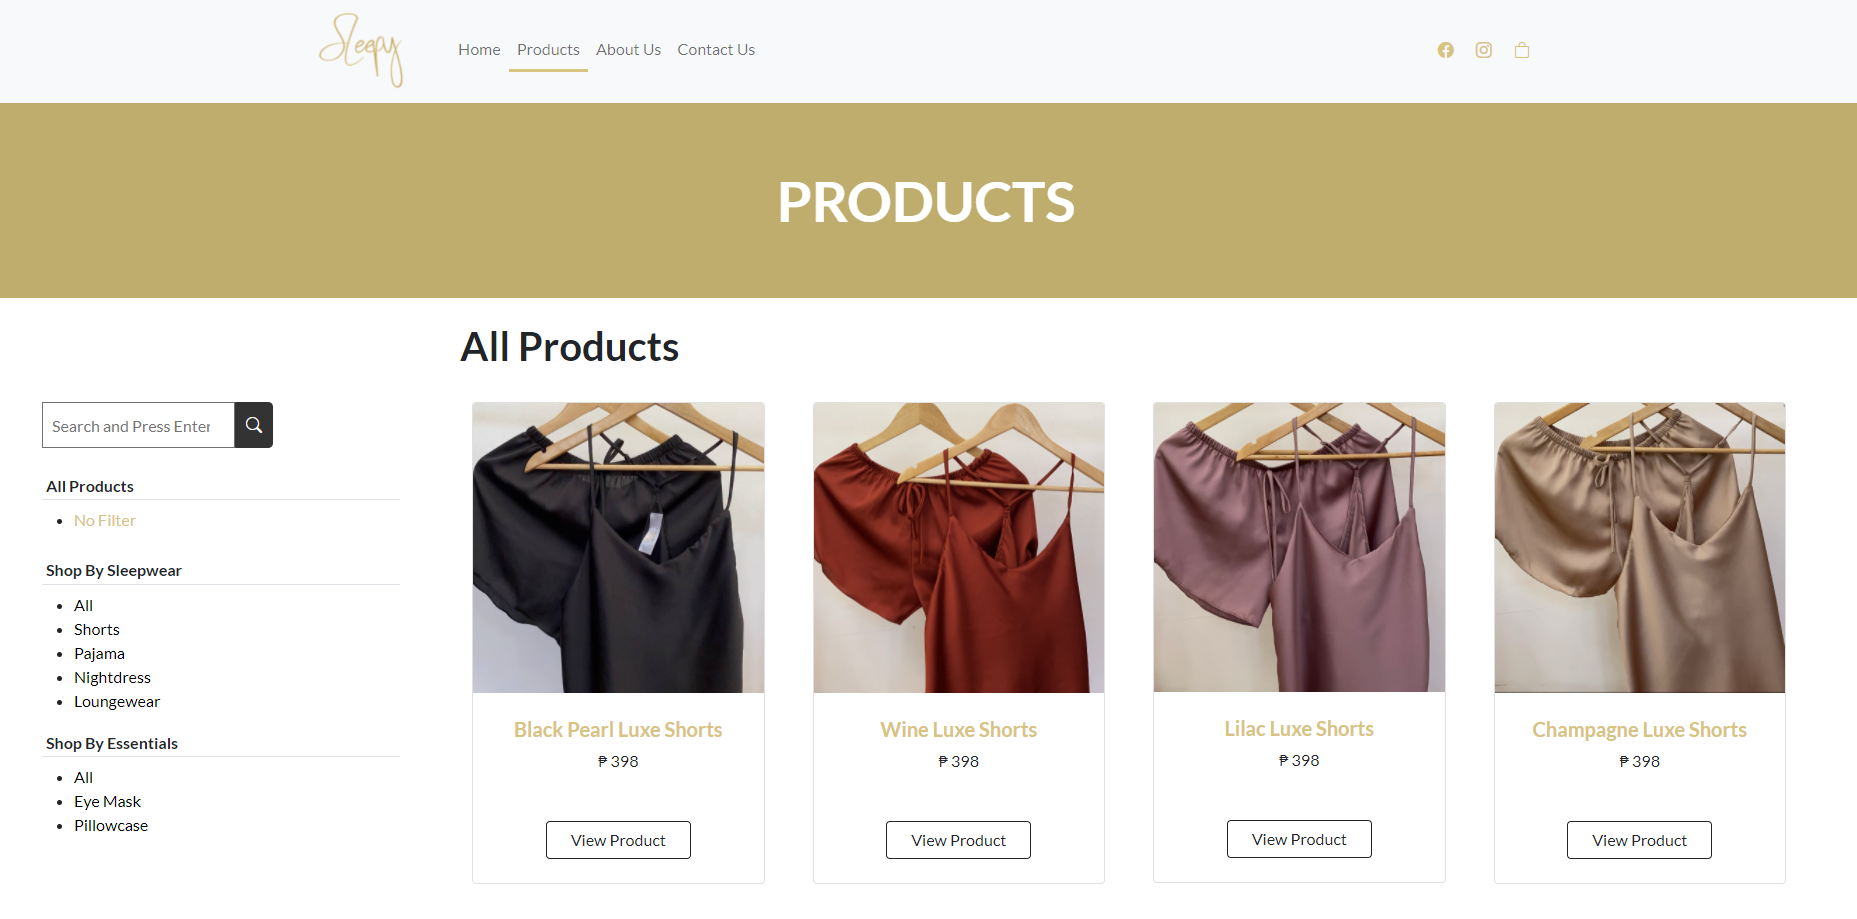 Sleepy
Home Products About Us Contact Us
PRODUCTS
All Products
Search and Press Enter
All Products
No Filter
Shop By Sleepwear
All
Shorts
Pajama
Nightdress
Loungewear
Shop By Essentials
All
Eye Mask
Pillowcase
Black Pearl Luxe Shorts
₱ 398
View Product
Wine Luxe Shorts
₱ 398
View Product
Lilac Luxe Shorts
₱ 398
View Product
Champagne Luxe Shorts
₱ 398
View Product